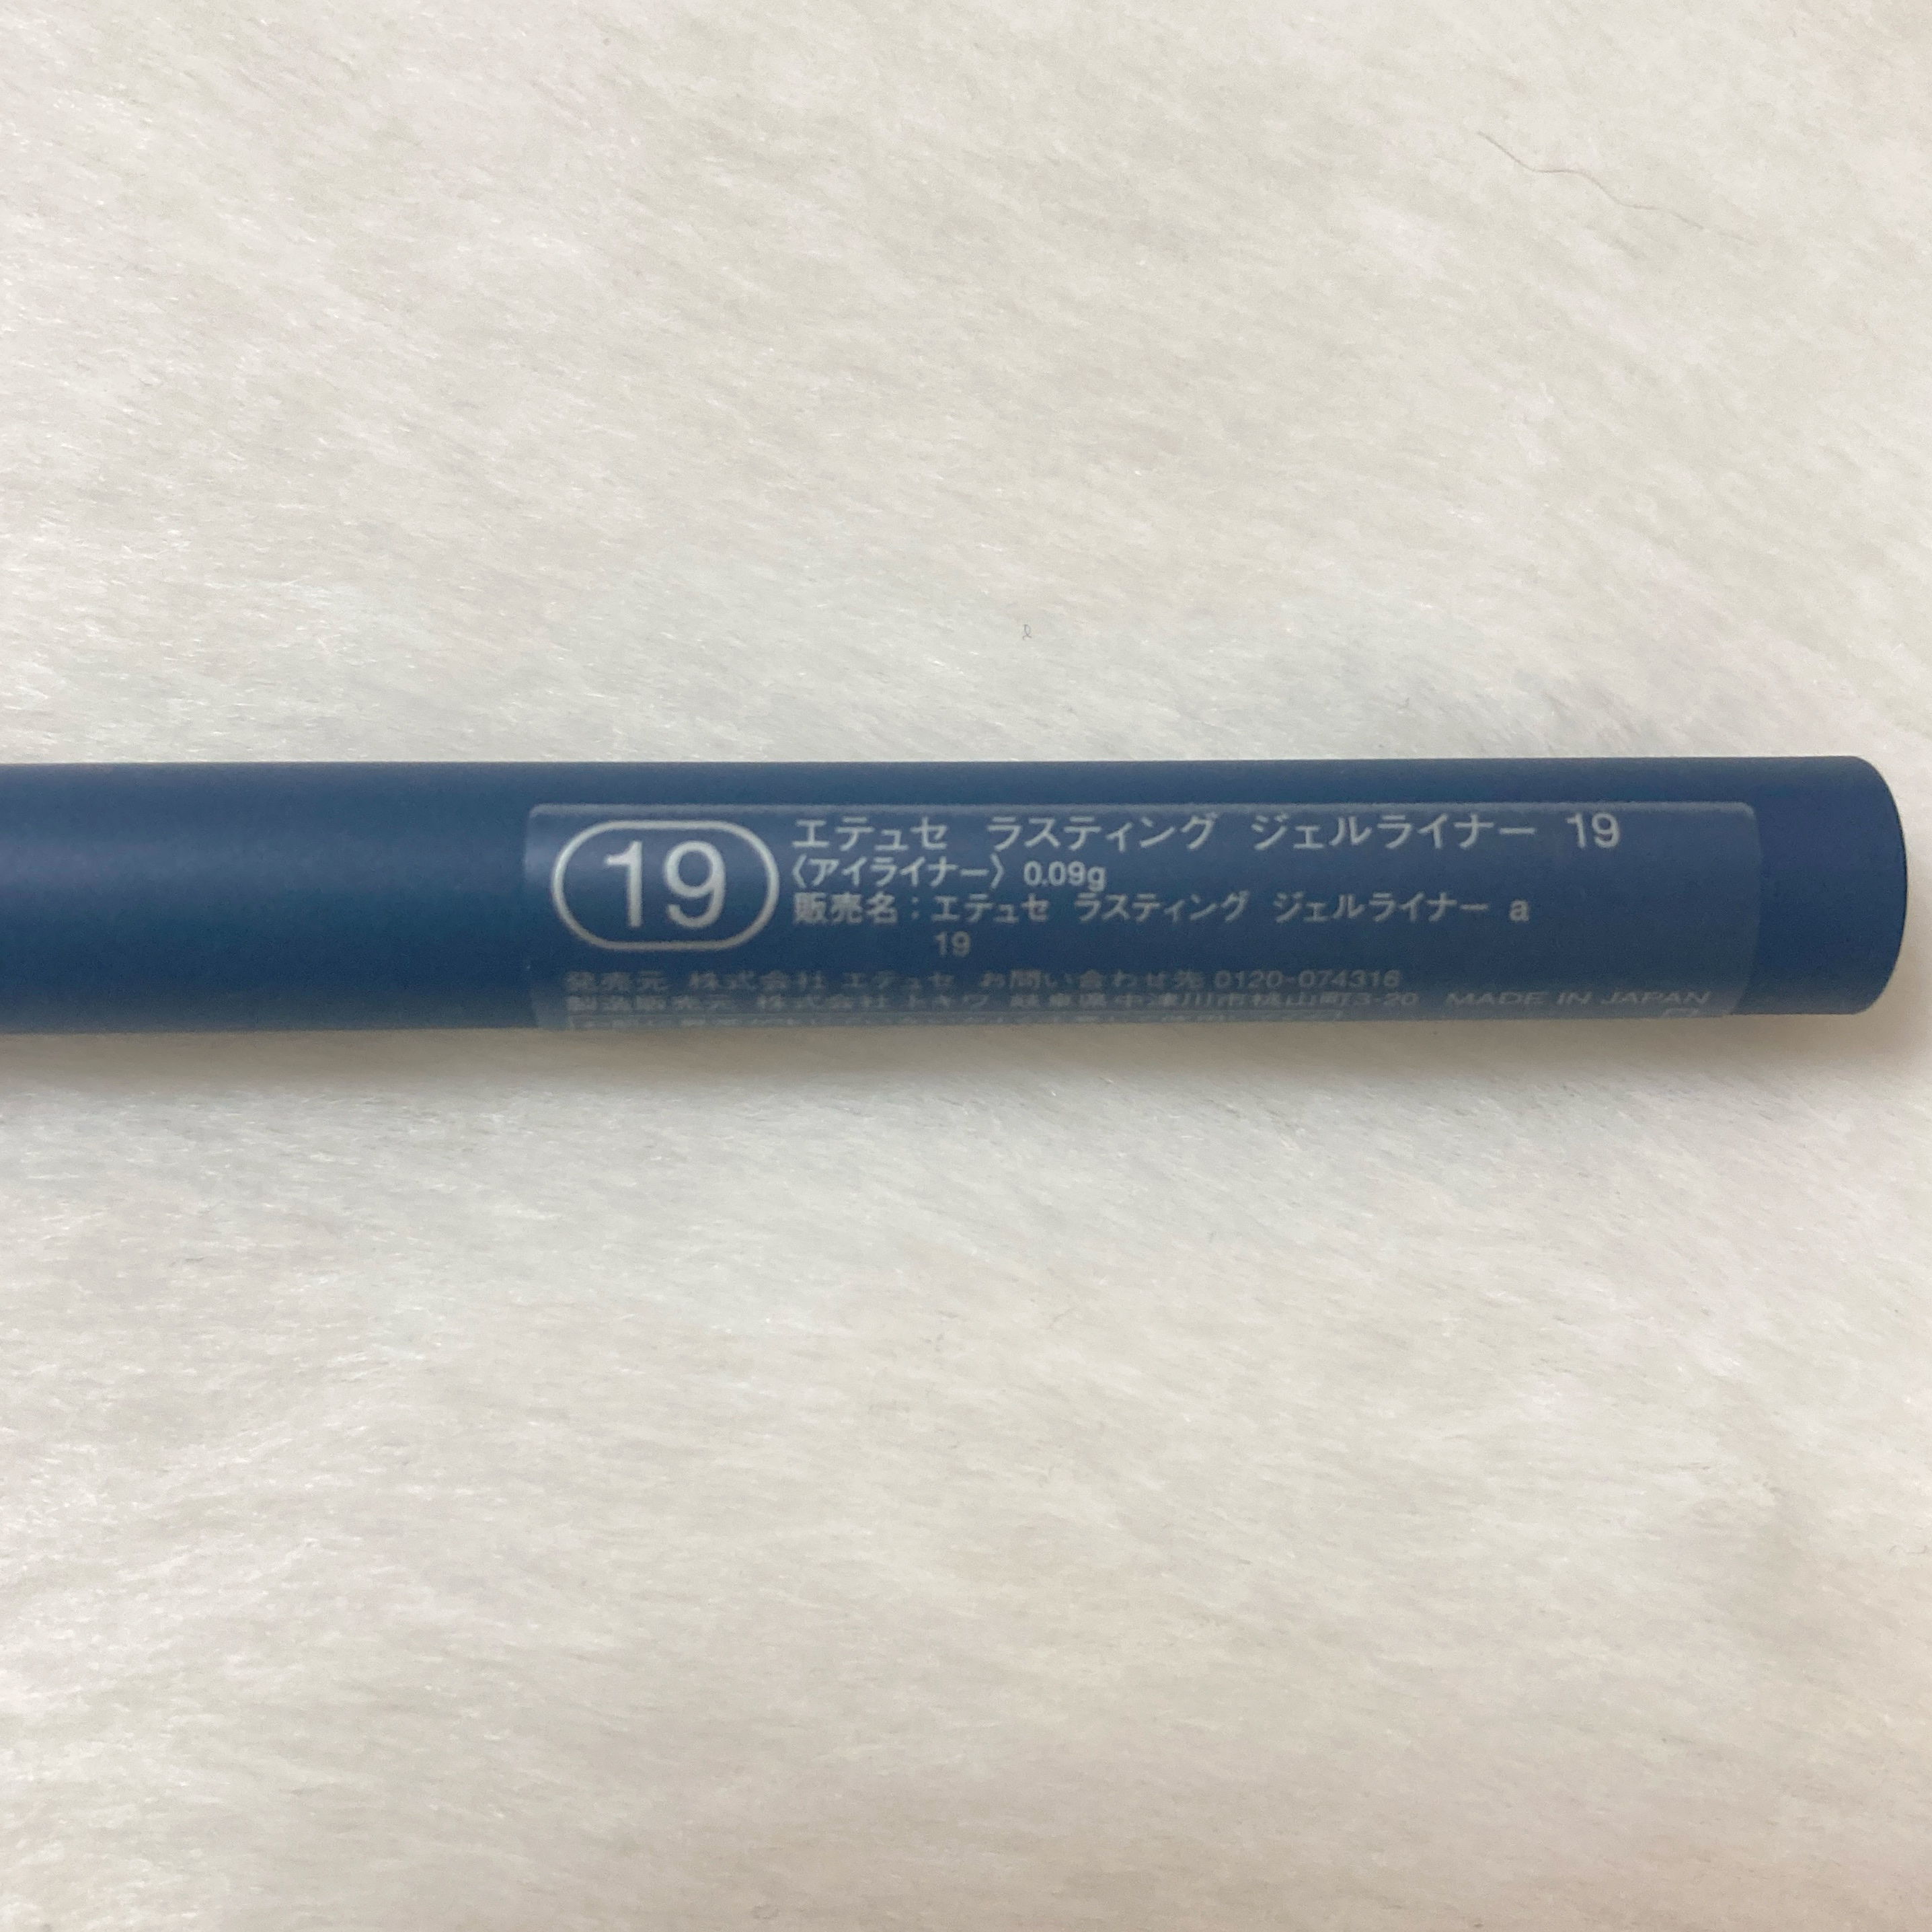 19
エテュセ ラスティング ジェルライナー 19
〈アイライナー〉 0.09g
販売名：エテュセ ラスティング ジェルライナー a
19
発売元 株式会社 エテュセ お問い合わせ先 0120-074316
製造販売元 株式会社トキワ 岐阜県中津川市桃山町3-20 MADE IN JAPAN